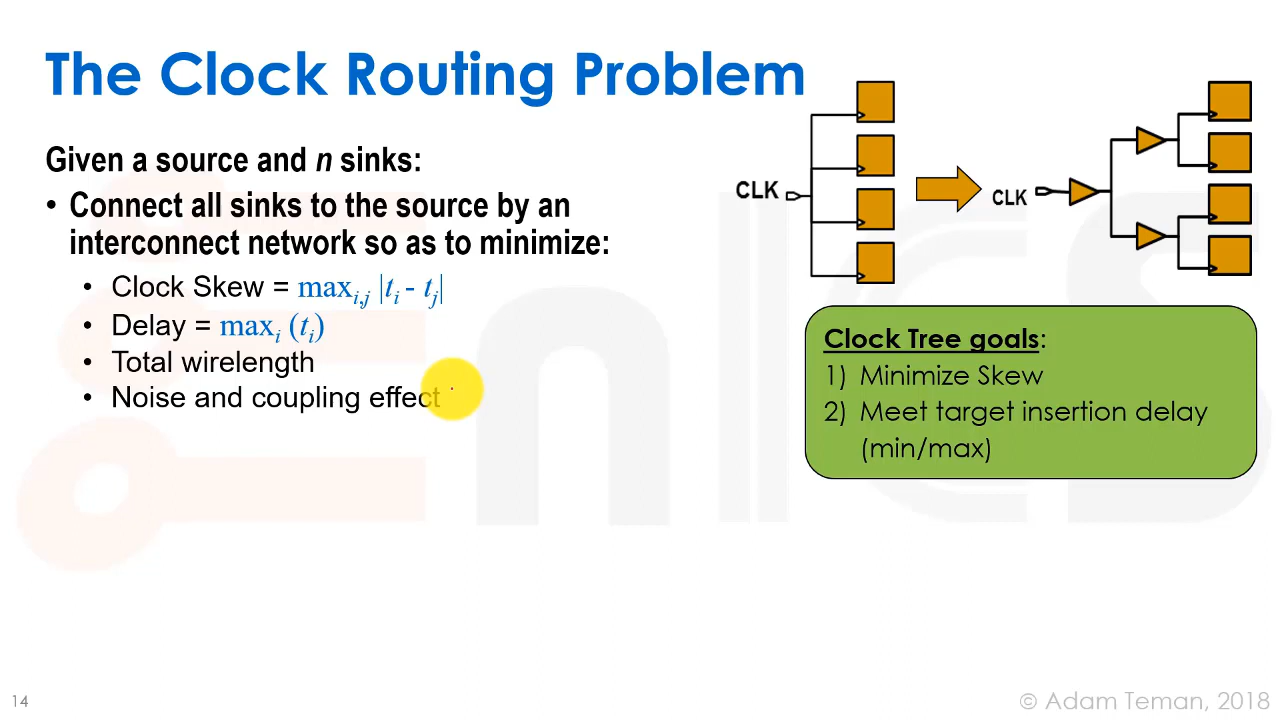 The Clock Routing Problem
Given a source and n sinks:
• Connect all sinks to the source by an
interconnect network so as to minimize:
• Clock Skew = maxi,j |ti - tj|
• Delay = maxi (ti)
• Total wirelength
• Noise and coupling effect
CLK
CLK
Clock Tree goals:
1) Minimize Skew
2) Meet target insertion delay
(min/max)
14
© Adam Teman, 2018